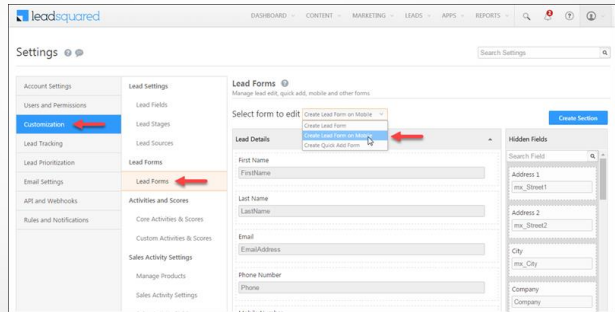 leadsquared
DASHBOARD CONTENT MARKETING LEADS APPS REPORTS
Settings
Search Settings
Account Settings
Users and Permissions
Customization
Lead Tracking
Lead Prioritization
Email Settings
API and Webhooks
Rules and Notifications
Lead Settings
Lead Fields
Lead Stages
Lead Sources
Lead Forms
Lead Forms
Activities and Scores
Core Activities & Scores
Custom Activities & Scores
Sales Activity Settings
Manage Products
Sales Activity Settings
Lead Forms
Manage lead edit, quick add, mobile and other forms
Select form to edit Create Lead Form on Mobile
Create Lead Form
Create Lead Form on Mobile
Create Quick Add Form
Create Section
Lead Details
First Name
FirstName
Last Name
LastName
Email
EmailAddress
Phone Number
Phone
Hidden Fields
Search Field
Address 1
mx_Street1
Address 2
mx_Street2
City
mx_City
Company
Company